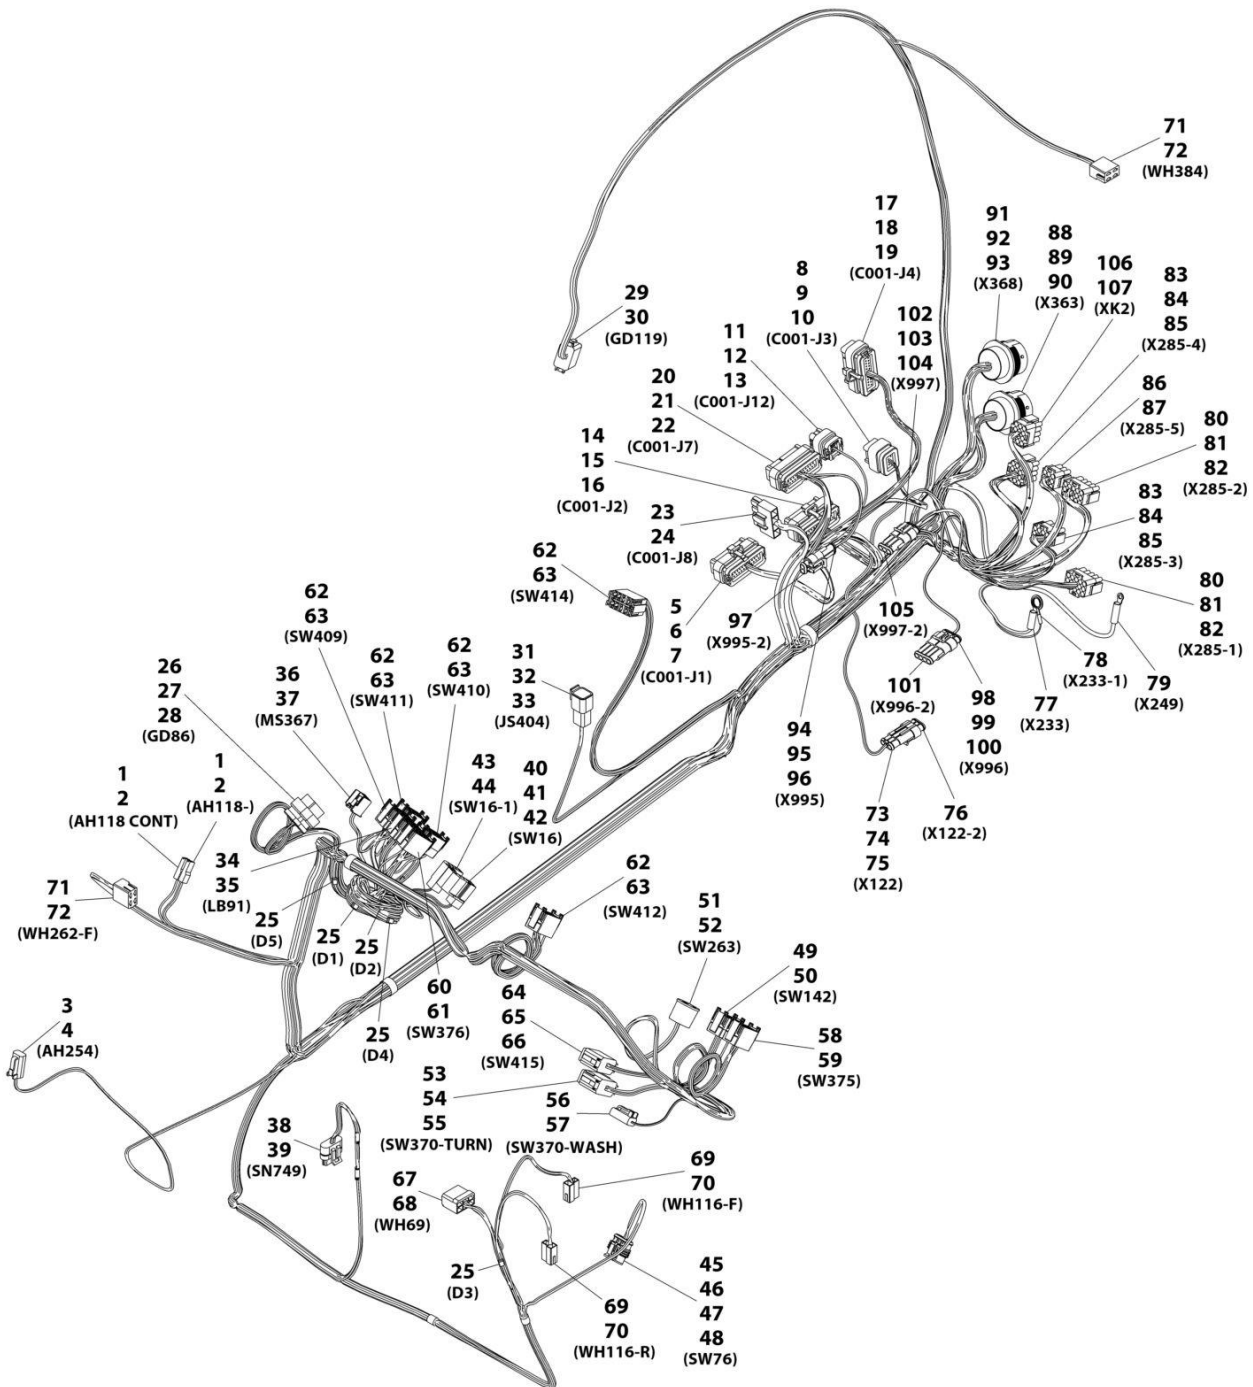 71
72
(WH384)
17
18
19
(C001-J4)
91
92
93
(X368)
88
89
90
(X363)
106
107
(XK2)
83
84
85
(X285-4)
8
9
10
(C001-J3)
102
103
104
(X997)
29
30
(GD119)
11
12
13
(C001-J12)
20
21
22
(C001-J7)
86
87
(X285-5)
80
81
82
(X285-2)
14
15
16
(C001-J2)
23
24
(C001-J8)
83
84
85
(X285-3)
62
63
(SW414)
5
6
7
(C001-J1)
97
(X995-2)
105
(X997-2)
80
81
82
(X285-1)
62
63
(SW409)
62
63
(SW411)
62
63
(SW410)
31
32
33
(JS404)
101
(X996-2)
78
(X233-1)
79
(X249)
77
(X233)
26
27
28
(GD86)
36
37
(MS367)
98
99
100
(X996)
94
95
96
(X995)
1
2
(AH118 CONT)
1
2
(AH118-)
43
44
(SW16-1)
40
41
42
(SW16)
73
74
75
(X122)
76
(X122-2)
34
35
(LB91)
71
72
(WH262-F)
25
(D5)
25
(D1)
25
(D2)
62
63
(SW412)
51
52
(SW263)
49
50
(SW142)
60
61
(SW376)
64
65
66
(SW415)
58
59
(SW375)
3
4
(AH254)
25
(D4)
53
54
55
(SW370-TURN)
56
57
(SW370-WASH)
38
39
(SN749)
67
68
(WH69)
69
70
(WH116-F)
25
(D3)
69
70
(WH116-R)
45
46
47
48
(SW76)